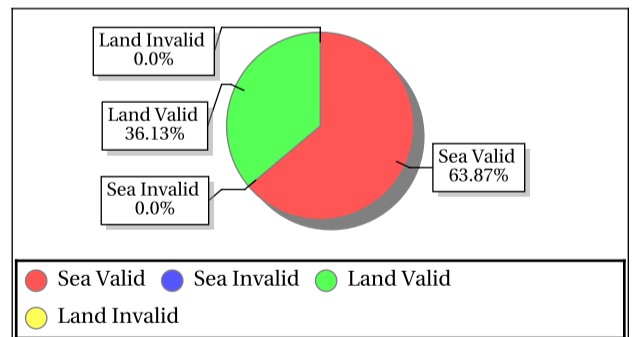 Land Invalid
0.0%
Land Valid
36.13%
Sea Valid
63.87%
Sea Invalid
0.0%
Sea Valid Sea Invalid Land Valid
Land Invalid